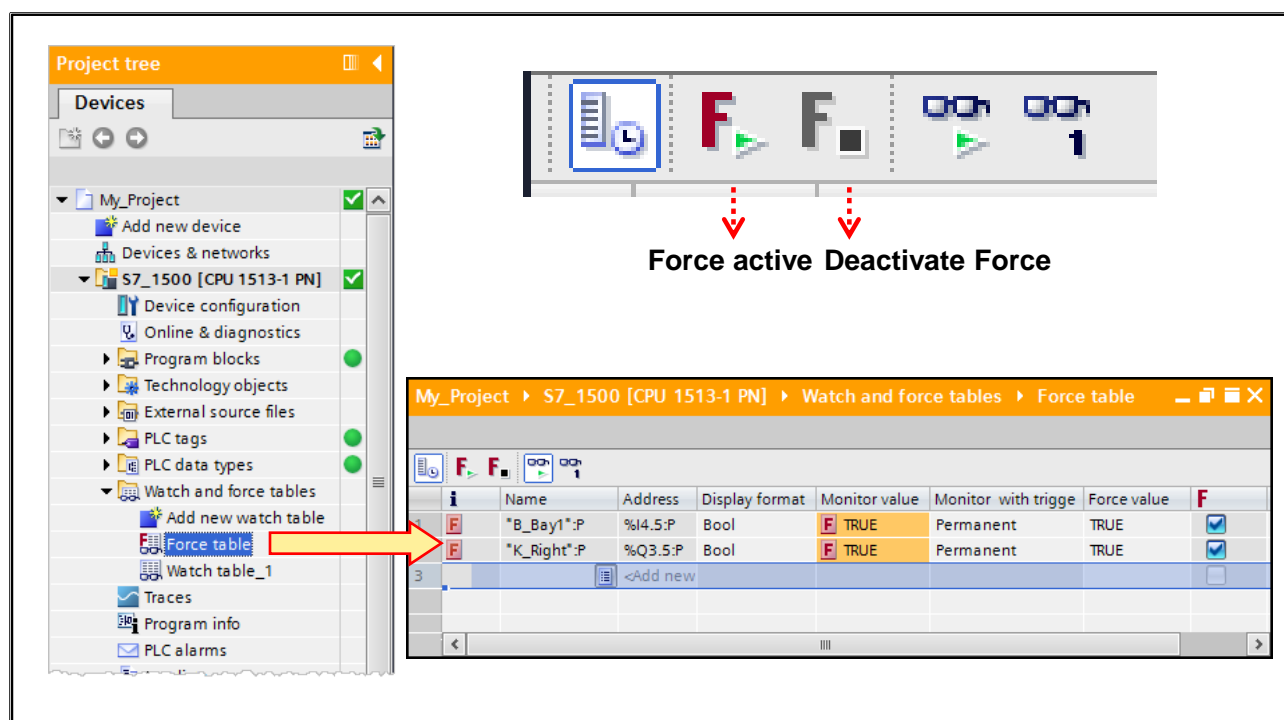 Project tree
Devices
My_Project
Add new device
Devices & networks
S7_1500 [CPU 1513-1 PN]
Device configuration
Online & diagnostics
Program blocks
Technology objects
External source files
PLC tags
PLC data types
Watch and force tables
Add new watch table
Force table
Watch table_1
Traces
Program info
PLC alarms
F F 1
Force active Deactivate Force
My_Project S7_1500 [CPU 1513-1 PN] Watch and force tables Force table
F F 1
i Name Address Display format Monitor value Monitor with trigge Force value F
1 F "B_Bay1":P %I4.5:P Bool F TRUE Permanent TRUE
F "K_Right":P %Q3.5:P Bool F TRUE Permanent TRUE
3 <Add new